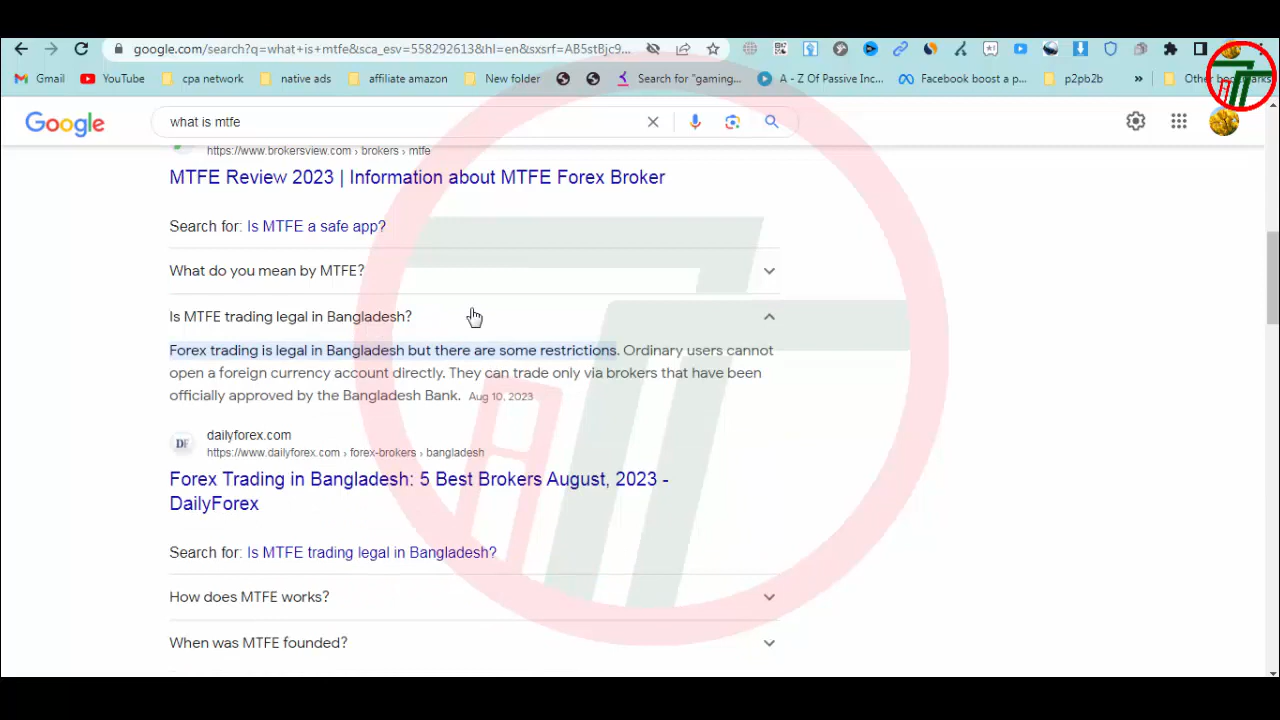 google.com/search?q=what+is+mtfe&sca_esv=558292613&hl=en&sxsrf=AB5stBjc9...
Gmail YouTube cpa network native ads affiliate amazon New folder Search for "gaming... A - Z Of Passive Inc... Facebook boost a p... p2pb2b » Other bookmarks
Google what is mtfe
https://www.brokersview.com › brokers › mtfe
MTFE Review 2023 | Information about MTFE Forex Broker
Search for: Is MTFE a safe app?
What do you mean by MTFE?
Is MTFE trading legal in Bangladesh?
Forex trading is legal in Bangladesh but there are some restrictions. Ordinary users cannot
open a foreign currency account directly. They can trade only via brokers that have been
officially approved by the Bangladesh Bank. Aug 10, 2023
DF dailyforex.com
https://www.dailyforex.com › forex-brokers › bangladesh
Forex Trading in Bangladesh: 5 Best Brokers August, 2023 -
DailyForex
Search for: Is MTFE trading legal in Bangladesh?
How does MTFE works?
When was MTFE founded?